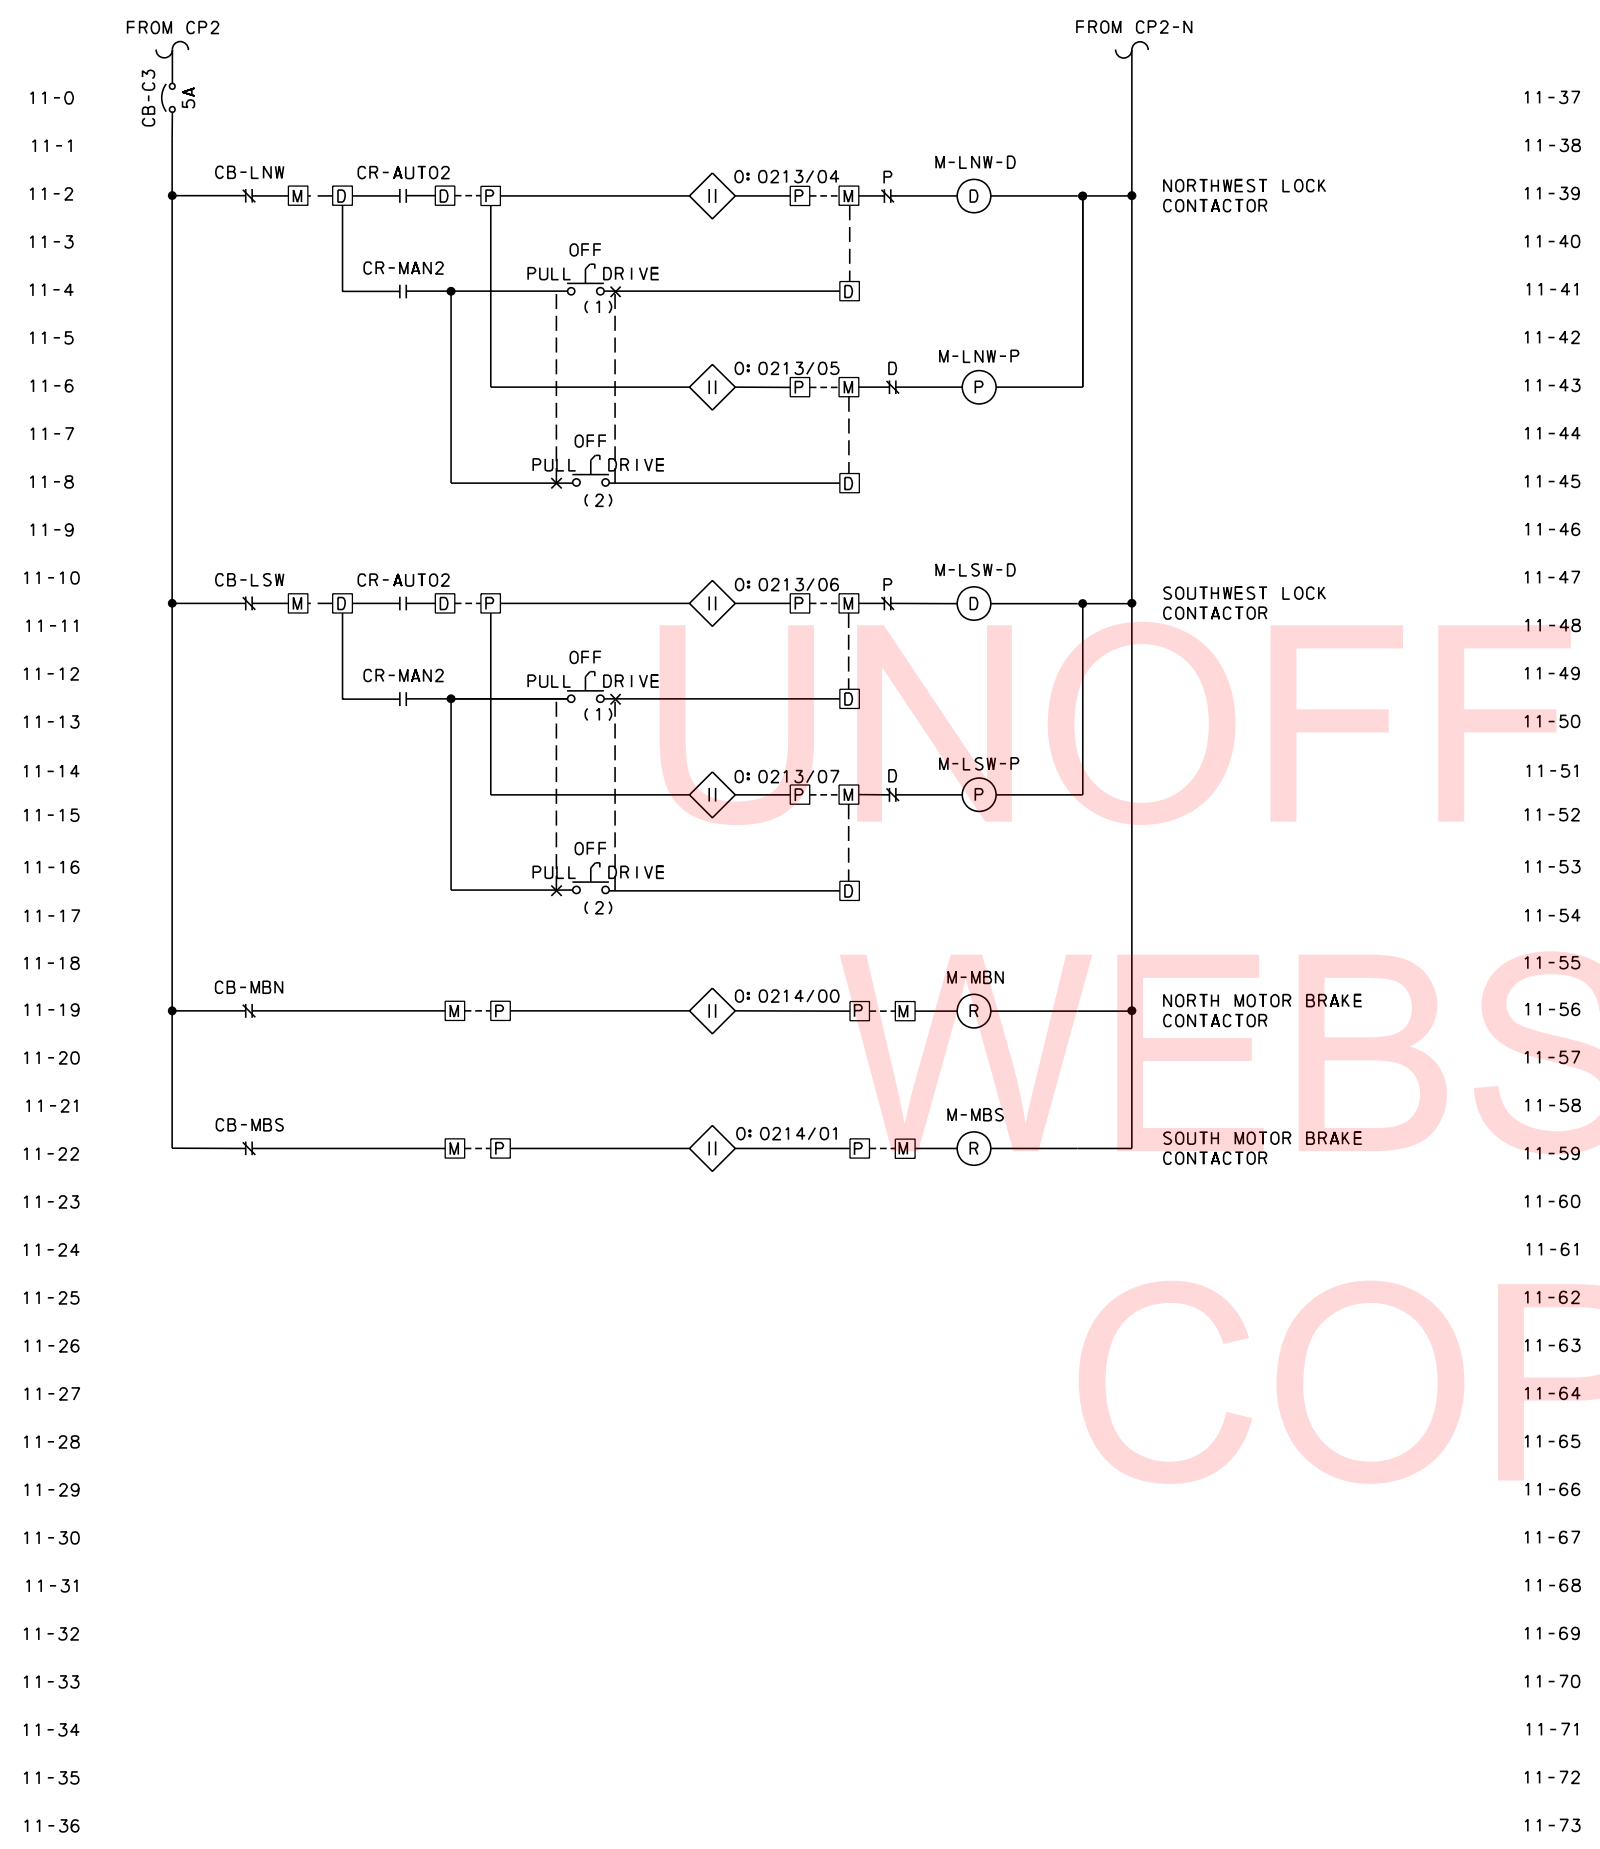 FROM CP2
FROM CP2-N
CB-C3
5A
11-0
11-37
11-1
11-38
CB-LNW
CR-AUTO2
O:0213/04
P
M-LNW-D
11-2
M
D
D
P
II
P
M
D
NORTHWEST LOCK
CONTACTOR
11-39
11-3
11-40
OFF
CR-MAN2
PULL
DRIVE
11-4
(1)
D
11-41
11-5
11-42
O:0213/05
D
M-LNW-P
11-6
II
P
M
P
11-43
11-7
11-44
OFF
PULL
DRIVE
11-8
(2)
D
11-45
11-9
11-46
11-10
CB-LSW
CR-AUTO2
O:0213/06
P
M-LSW-D
11-47
M
D
D
P
II
P
M
D
SOUTHWEST LOCK
CONTACTOR
11-11
11-48
UNOFF
OFF
11-12
CR-MAN2
PULL
DRIVE
11-49
D
(1)
11-13
11-50
11-14
O:0213/07
D
M-LSW-P
11-51
II
P
M
P
11-15
11-52
OFF
11-16
PULL
DRIVE
11-53
D
(2)
11-17
11-54
11-18
11-55
WEBS
CB-MBN
O:0214/00
M-MBN
11-19
M
P
II
P
M
R
NORTH MOTOR BRAKE
CONTACTOR
11-56
11-20
11-57
11-21
11-58
CB-MBS
O:0214/01
M-MBS
11-22
M
P
II
P
M
R
SOUTH MOTOR BRAKE
CONTACTOR
11-59
11-23
11-60
11-24
11-61
11-25
11-62
11-26
11-63
COP
11-27
11-64
11-28
11-65
11-29
11-66
11-30
11-67
11-31
11-68
11-32
11-69
11-33
11-70
11-34
11-71
11-35
11-72
11-36
11-73